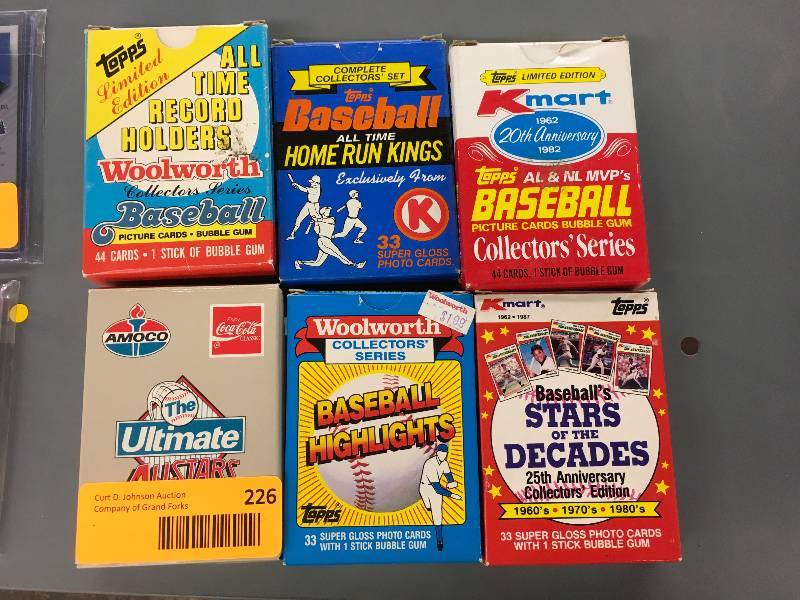 topps
Limited
Edition
ALL
TIME
RECORD
HOLDERS
Woolworth
Collectors Series
Baseball
PICTURE CARDS • BUBBLE GUM
44 CARDS • 1 STICK OF BUBBLE GUM
COMPLETE
COLLECTORS' SET
topps
Baseball
ALL TIME
HOME RUN KINGS
Exclusively From
K
33
SUPER GLOSS
PHOTO CARDS
topps LIMITED EDITION
Kmart
1962
20th Anniversary
1982
topps AL & NL MVP's
BASEBALL
PICTURE CARDS BUBBLE GUM
Collectors' Series
44 CARDS, 1 STICK OF BUBBLE GUM
AMOCO
Enjoy
Coca-Cola
CLASSIC
The
Ultimate
ALLSTARS
Curt D. Johnson Auction
Company of Grand Forks
226
Woolworth
$1.89
Woolworth
COLLECTORS'
SERIES
BASEBALL
HIGHLIGHTS
topps
33 SUPER GLOSS PHOTO CARDS
WITH 1 STICK BUBBLE GUM
Kmart
1962 • 1987
topps
Baseball's
STARS
OF THE
DECADES
25th Anniversary
Collectors' Edition
1960's • 1970's • 1980's
33 SUPER GLOSS PHOTO CARDS
WITH 1 STICK BUBBLE GUM